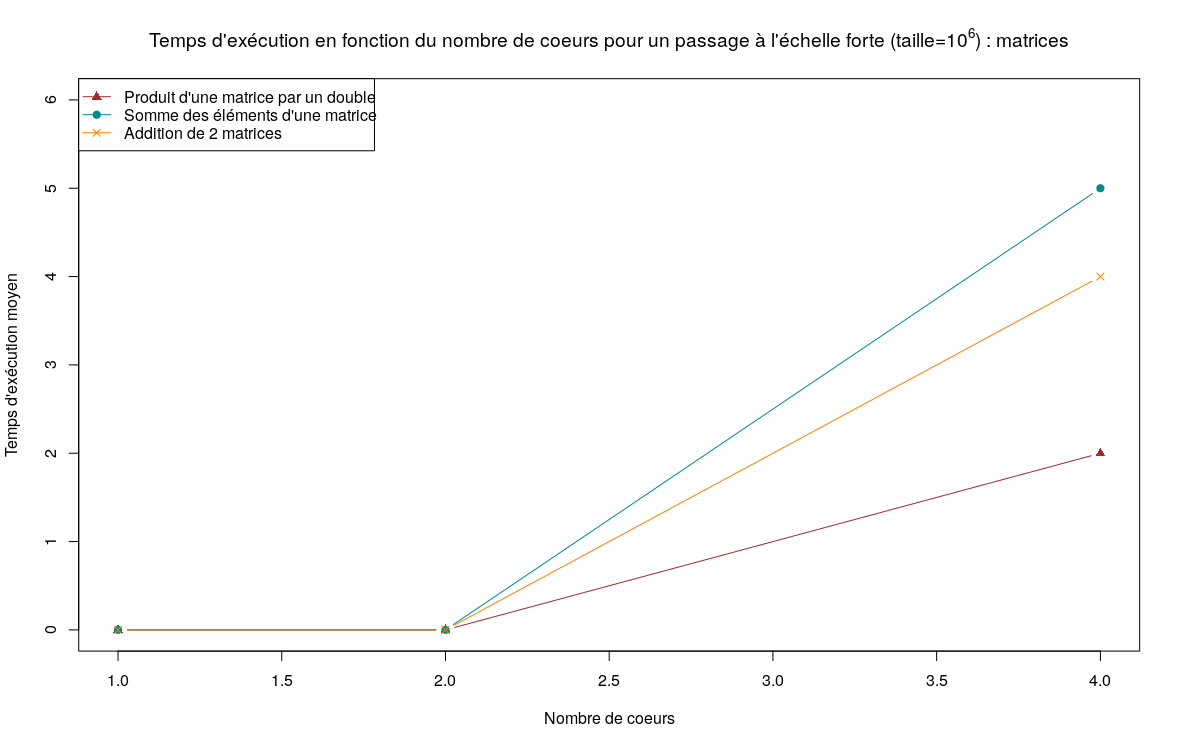 Temps d'exécution en fonction du nombre de coeurs pour un passage à l'échelle forte (taille=10^6) : matrices
Produit d'une matrice par un double
Somme des éléments d'une matrice
Addition de 2 matrices
Temps d'exécution moyen
6
5
4
3
2
1
0
1.0 1.5 2.0 2.5 3.0 3.5 4.0
Nombre de coeurs